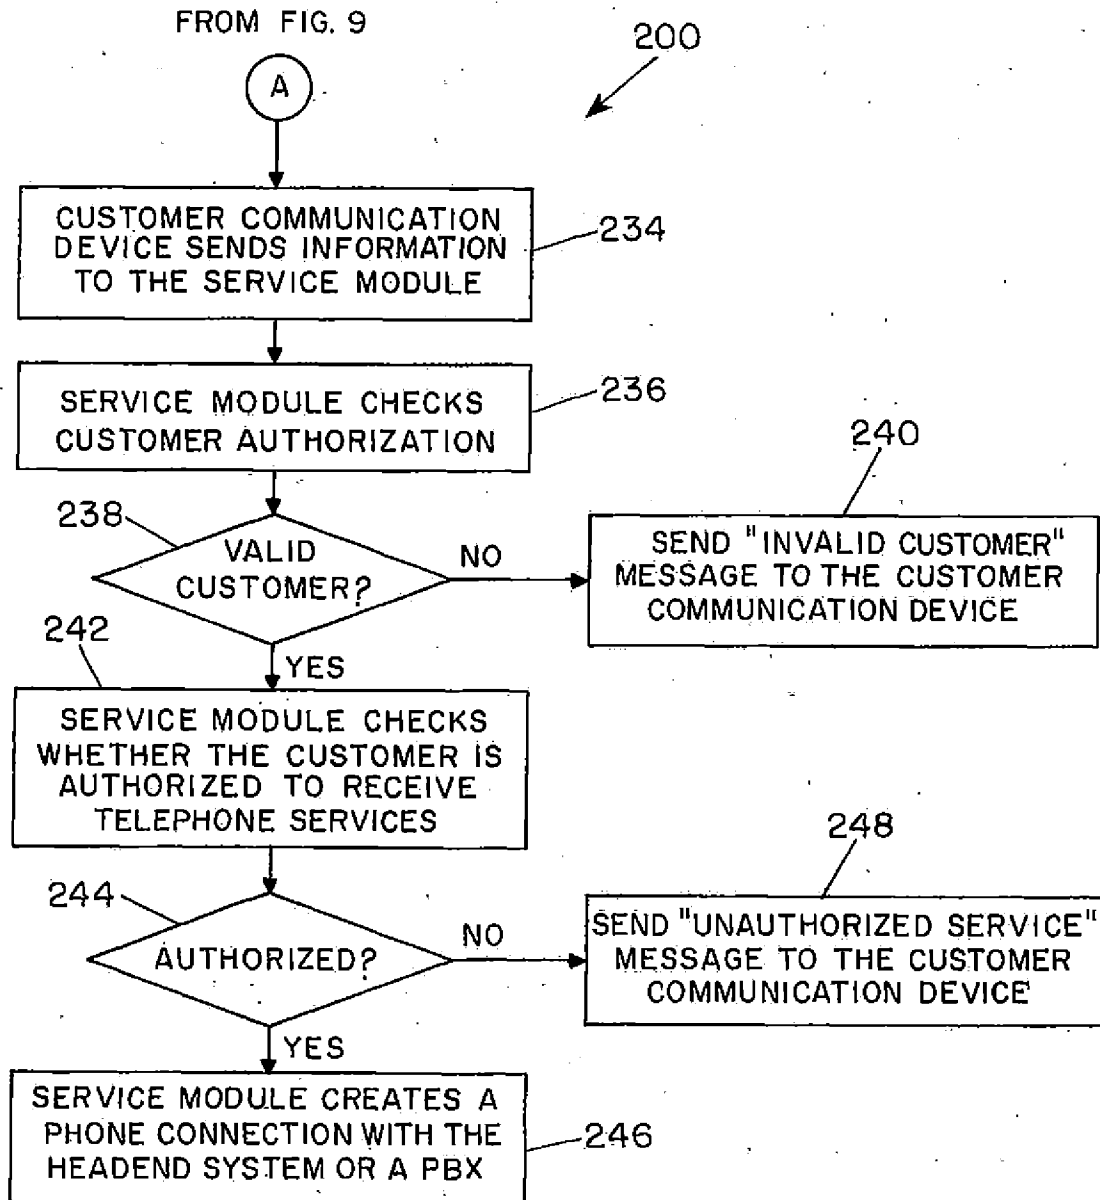 FROM FIG. 9
200
A
CUSTOMER COMMUNICATION
DEVICE SENDS INFORMATION
TO THE SERVICE MODULE
234
SERVICE MODULE CHECKS
CUSTOMER AUTHORIZATION
236
238
VALID
CUSTOMER?
NO
240
SEND "INVALID CUSTOMER"
MESSAGE TO THE CUSTOMER
COMMUNICATION DEVICE
YES
242
SERVICE MODULE CHECKS
WHETHER THE CUSTOMER IS
AUTHORIZED TO RECEIVE
TELEPHONE SERVICES
244
AUTHORIZED?
NO
248
SEND "UNAUTHORIZED SERVICE"
MESSAGE TO THE CUSTOMER
COMMUNICATION DEVICE
YES
SERVICE MODULE CREATES A
PHONE CONNECTION WITH THE
HEADEND SYSTEM OR A PBX
246